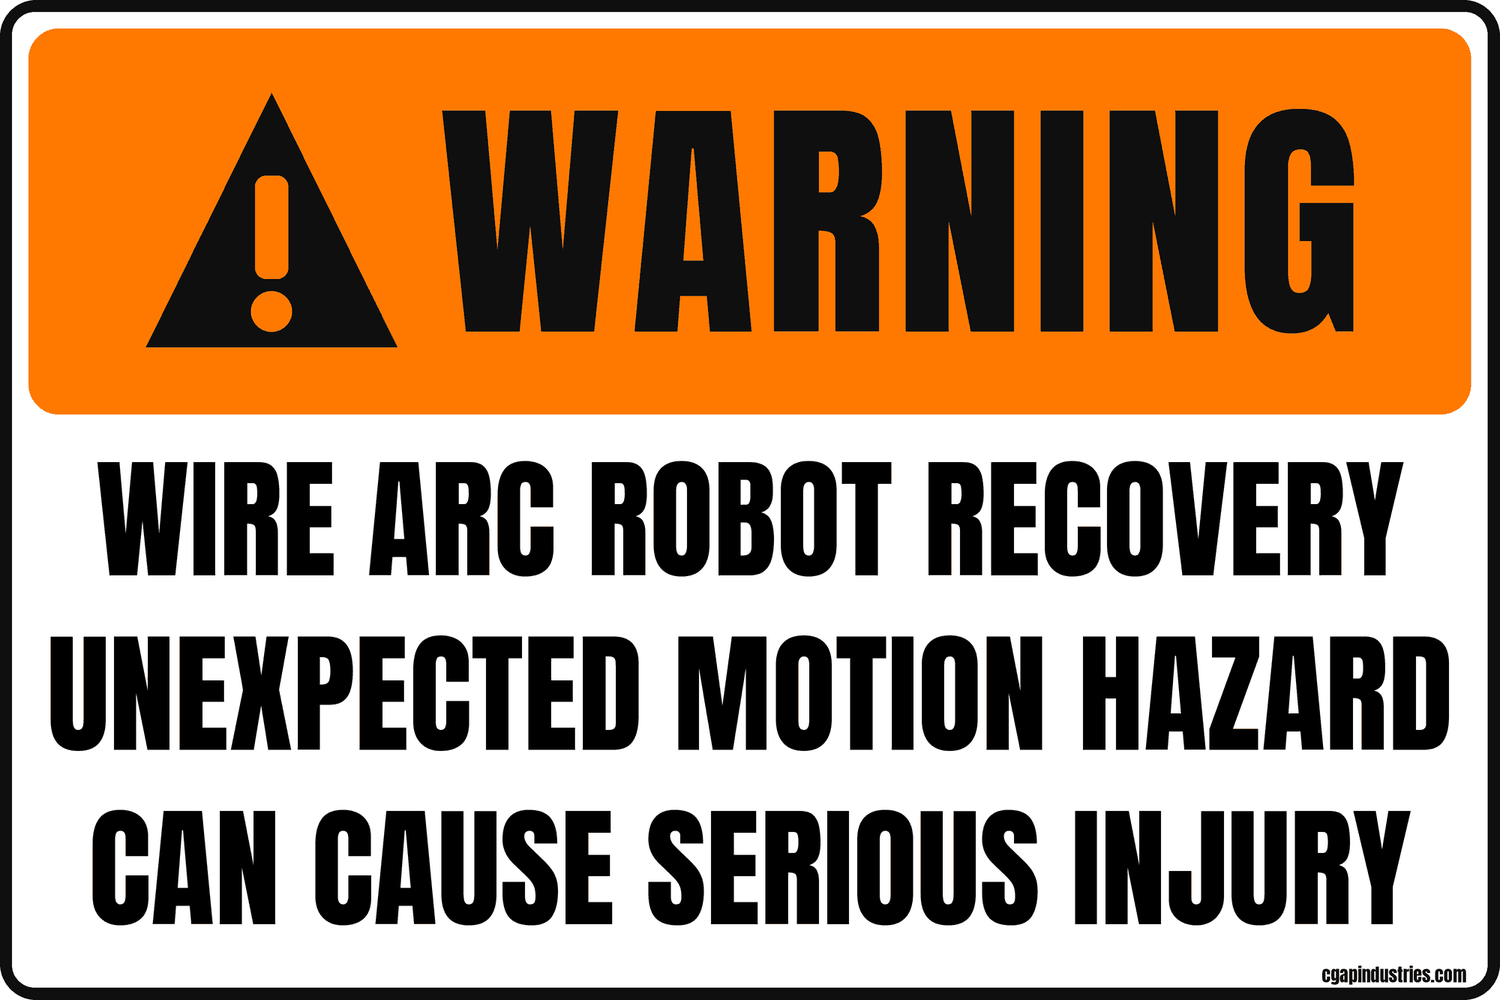 WARNING
WIRE ARC ROBOT RECOVERY
UNEXPECTED MOTION HAZARD
CAN CAUSE SERIOUS INJURY
cgapindustries.com